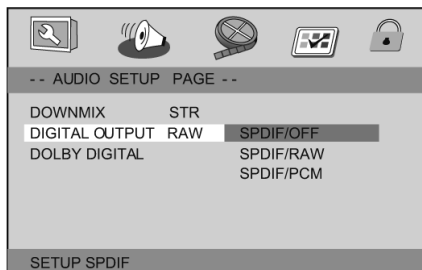 -- AUDIO SETUP PAGE --
DOWNMIX STR
DIGITAL OUTPUT RAW SPDIF/OFF
DOLBY DIGITAL SPDIF/RAW
SPDIF/PCM
SETUP SPDIF